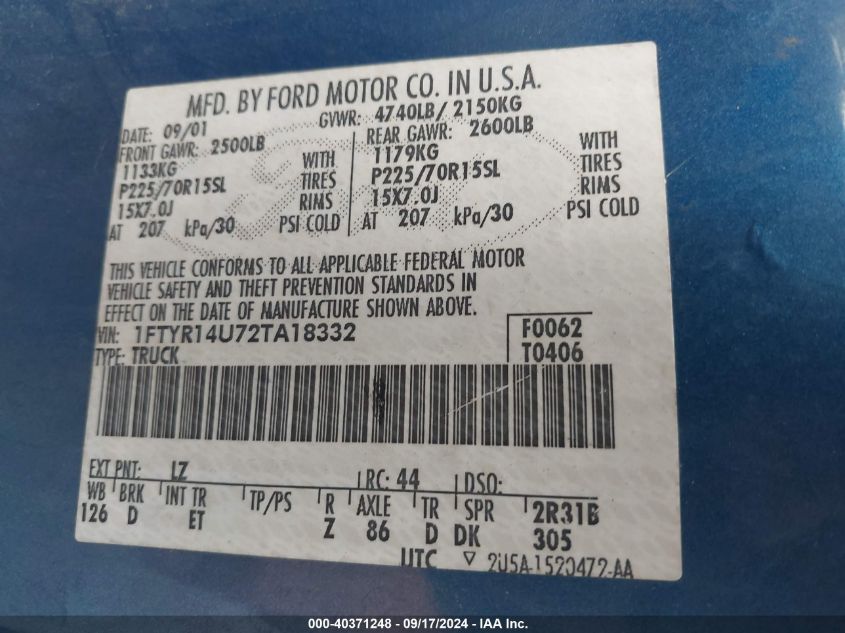 MFD. BY FORD MOTOR CO. IN U.S.A.
DATE: 09/01 GVWR: 4740LB/ 2150KG
FRONT GAWR: 2500LB REAR GAWR: 2600LB
1133KG WITH 1179KG WITH
P225/70R15SL TIRES P225/70R15SL TIRES
15X7.0J RIMS 15X7.0J RIMS
AT 207 kPa/30 PSI COLD AT 207 kPa/30 PSI COLD
THIS VEHICLE CONFORMS TO ALL APPLICABLE FEDERAL MOTOR
VEHICLE SAFETY AND THEFT PREVENTION STANDARDS IN
EFFECT ON THE DATE OF MANUFACTURE SHOWN ABOVE.
VIN: 1FTYR14U72TA18332 F0062
TYPE: TRUCK T0406
EXT PNT: LZ RC: 44 DSO:
WB BRK INT TR TP/PS R AXLE TR SPR 2R31B
126 D ET Z 86 D DK 305
UTC ▽ 2U5A-1520472-AA
000-40371248 - 09/17/2024 - IAA Inc.